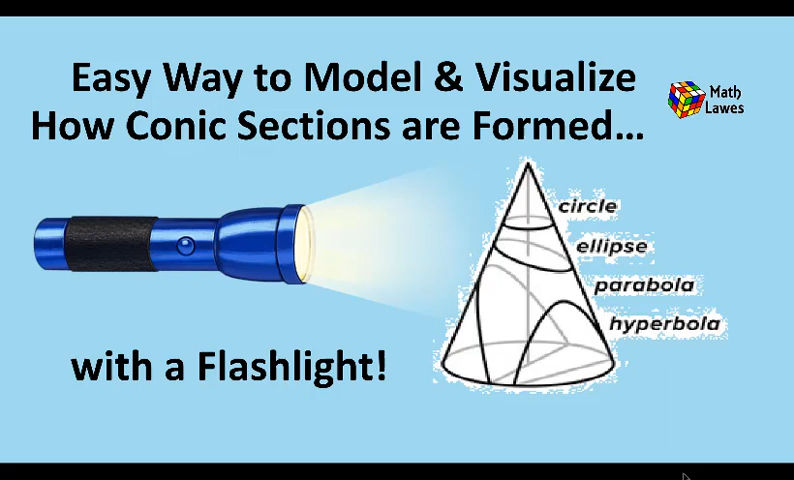 Easy Way to Model & Visualize
How Conic Sections are Formed...
Math
Lawes
circle
ellipse
parabola
hyperbola
with a Flashlight!